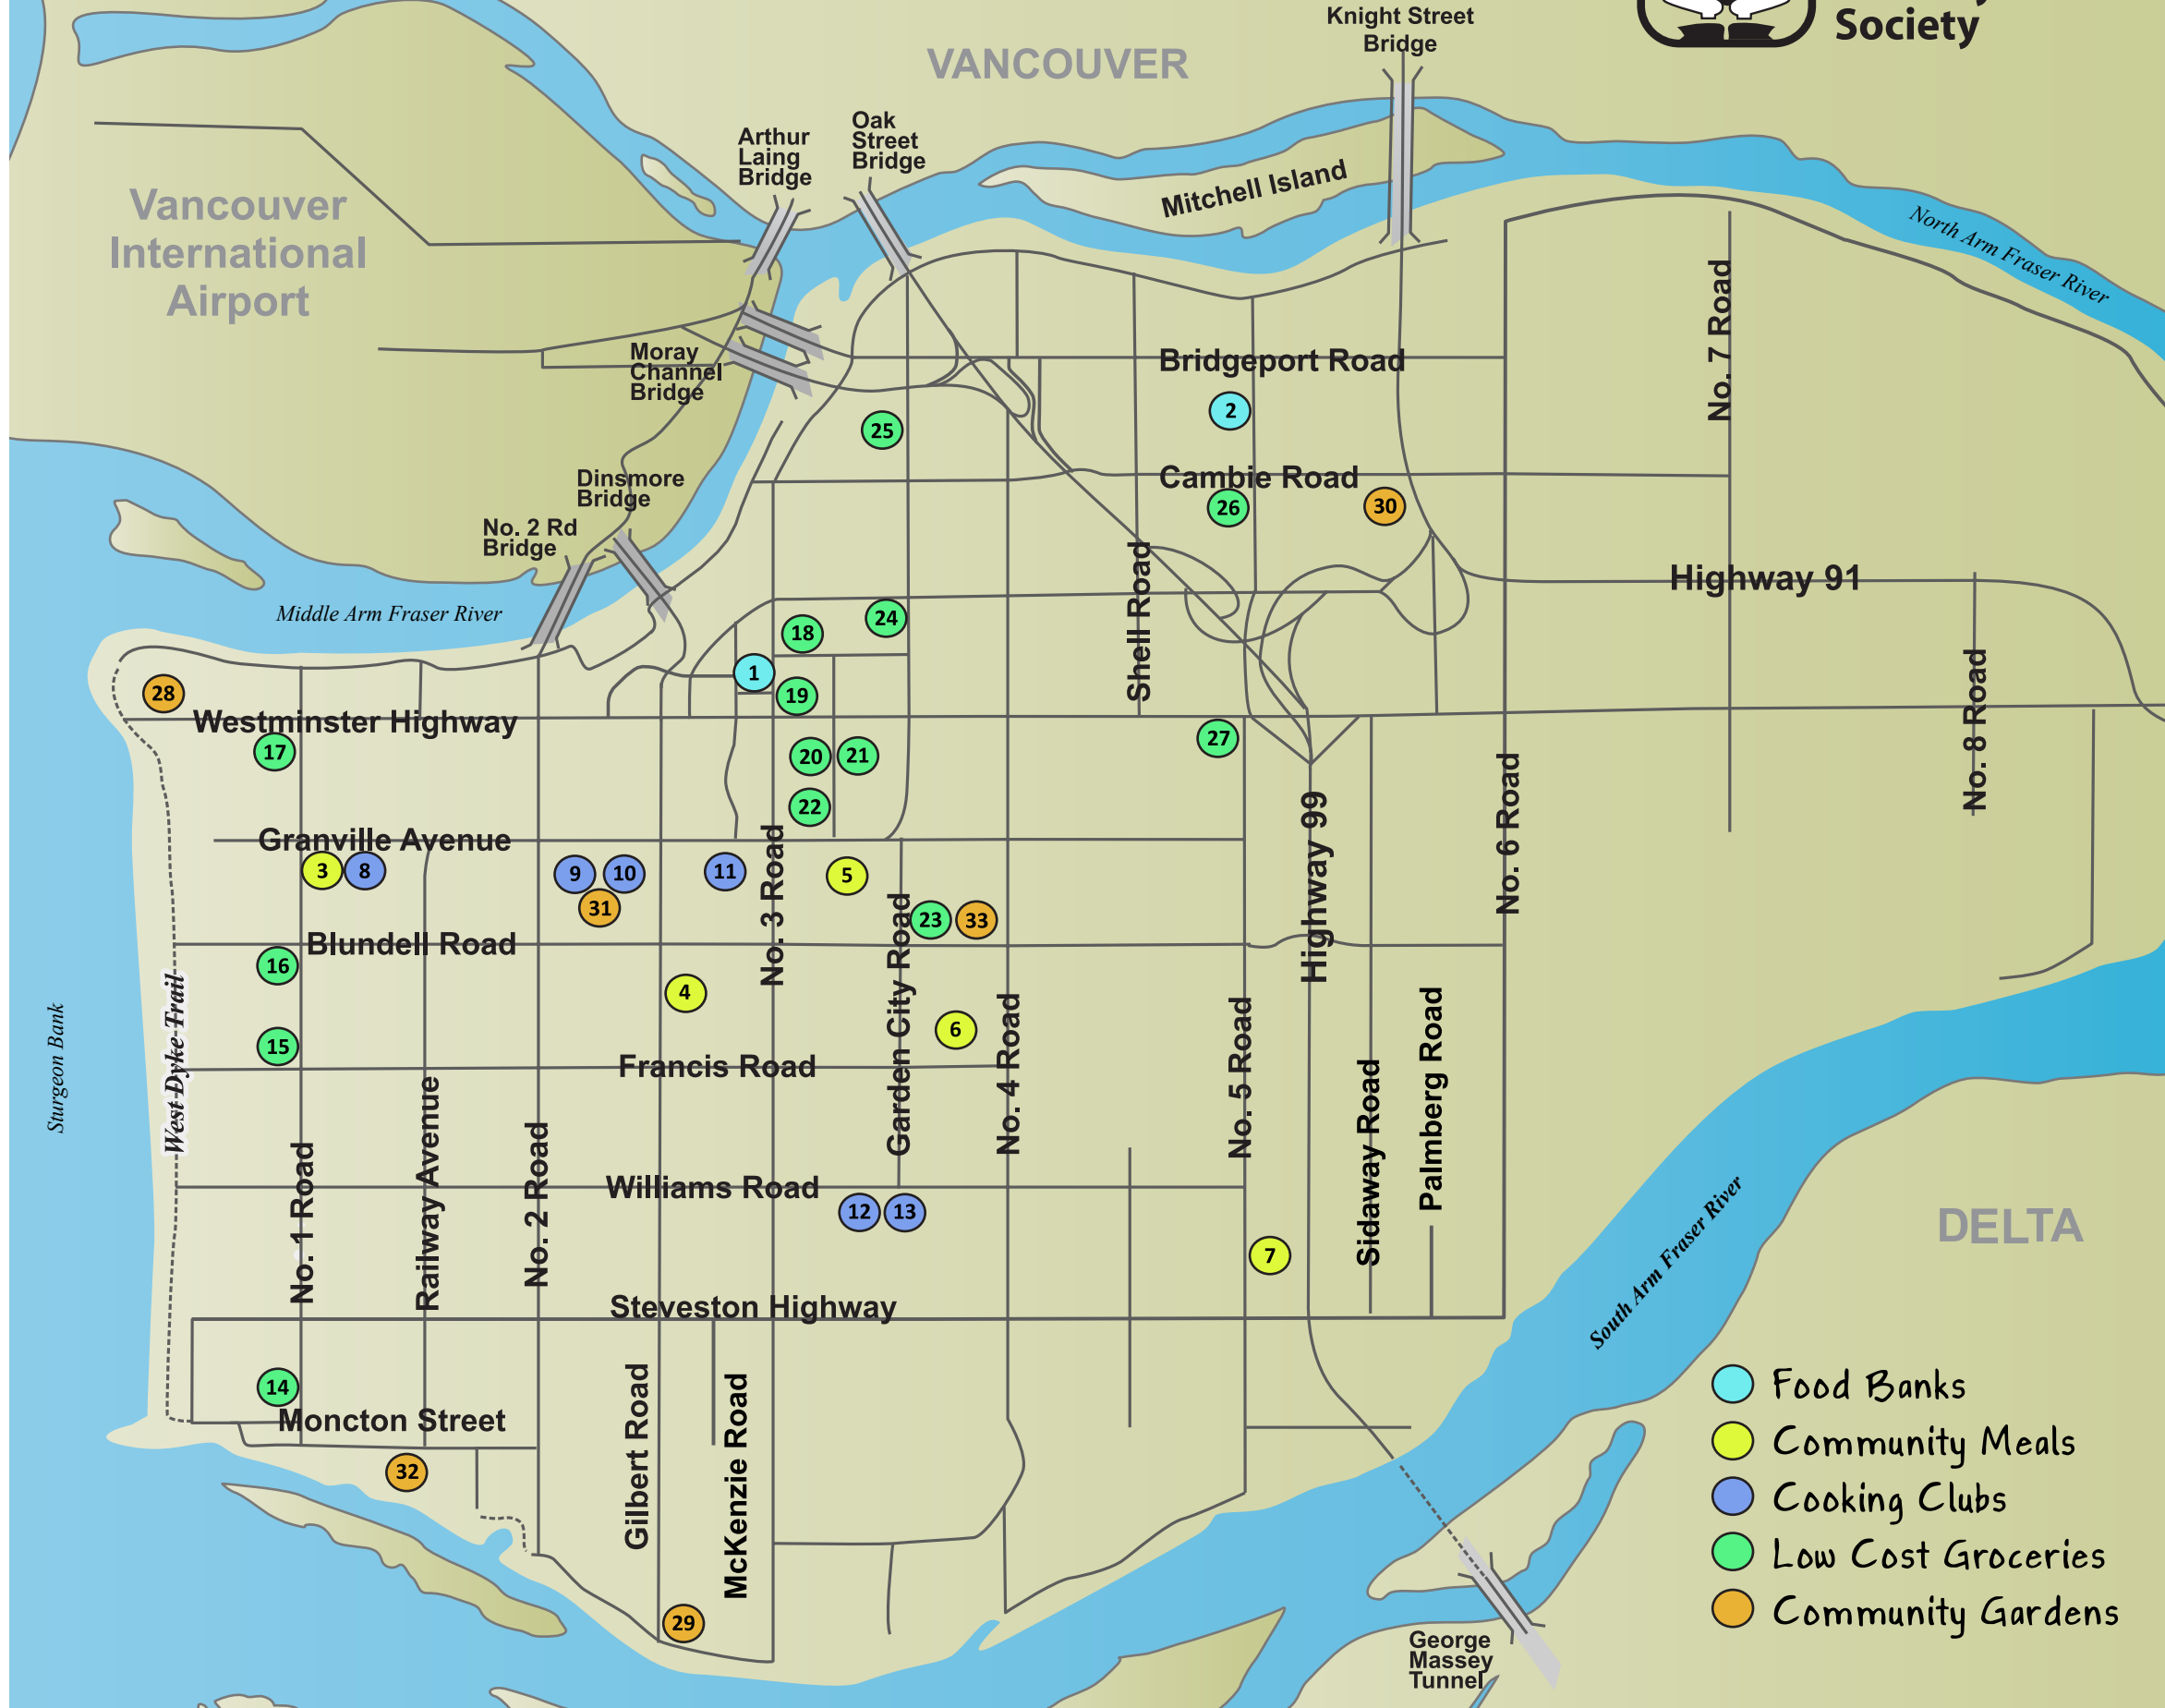 Society
Knight Street
Bridge
VANCOUVER
Arthur
Laing
Bridge
Oak
Street
Bridge
Mitchell Island
Vancouver
International
Airport
North Arm Fraser River
No. 7 Road
Moray
Channel
Bridge
Bridgeport Road
2
25
Cambie Road
26
30
Dinsmore
Bridge
No. 2 Rd
Bridge
Highway 91
Shell Road
Middle Arm Fraser River
18
24
1
19
28
Westminster Highway
17
20
21
27
22
No. 8 Road
Granville Avenue
3
8
9
10
31
11
No. 3 Road
5
23
33
Highway 99
No. 6 Road
Blundell Road
16
4
6
15
Francis Road
Garden City Road
No. 4 Road
No. 5 Road
Sidaway Road
Palmberg Road
Sturgeon Bank
West Dyke Trail
No. 1 Road
Railway Avenue
No. 2 Road
Williams Road
12
13
7
DELTA
South Arm Fraser River
Steveston Highway
14
Moncton Street
32
Gilbert Road
McKenzie Road
29
Food Banks
Community Meals
Cooking Clubs
Low Cost Groceries
Community Gardens
George
Massey
Tunnel